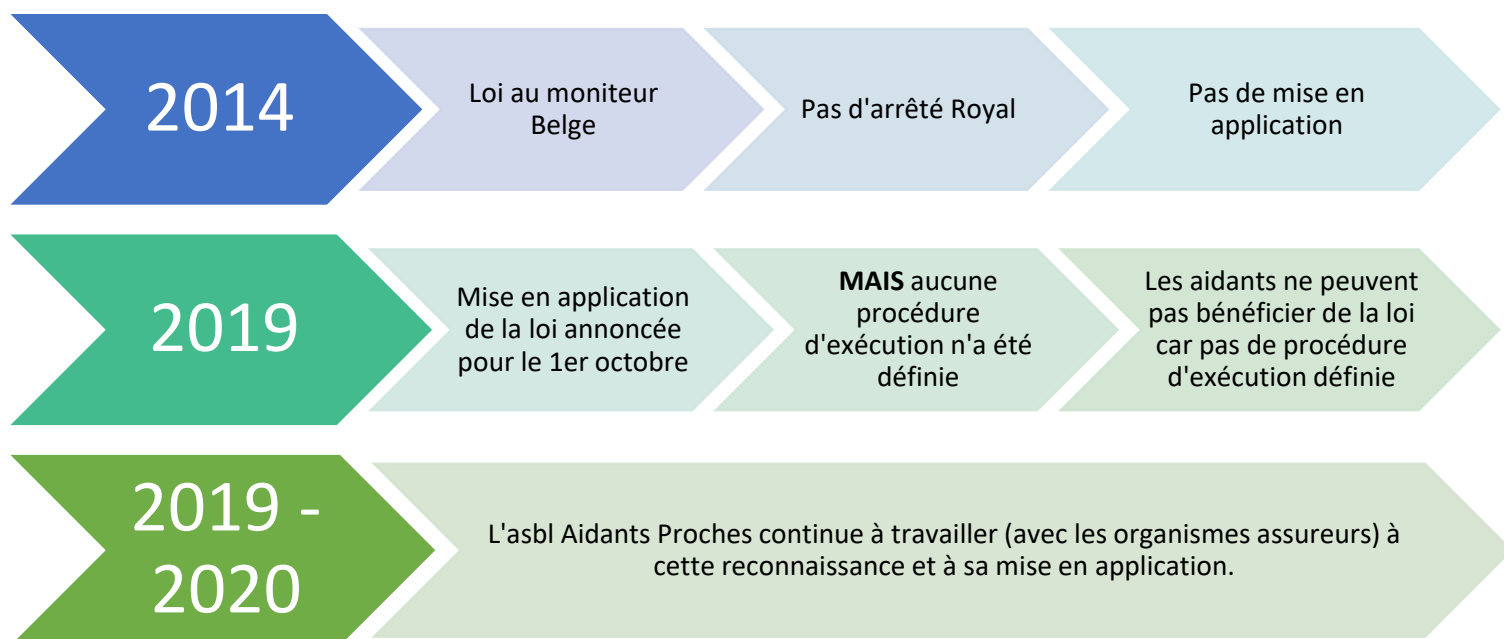 2014
Loi au moniteur
Belge
Pas d'arrêté Royal
Pas de mise en
application
2019
Mise en application
de la loi annoncée
pour le 1er octobre
MAIS aucune
procédure
d'exécution n'a été
définie
Les aidants ne peuvent
pas bénéficier de la loi
car pas de procédure
d'exécution définie
2019 -
2020
L'asbl Aidants Proches continue à travailler (avec les organismes assureurs) à
cette reconnaissance et à sa mise en application.